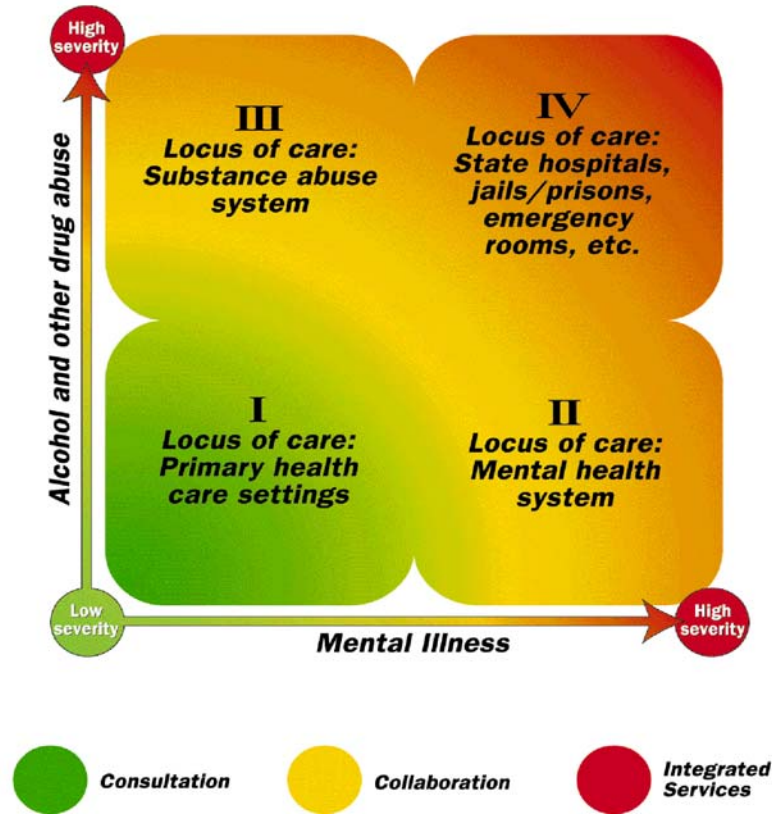 High
severity
III
Locus of care:
Substance abuse
system
IV
Locus of care:
State hospitals,
jails/prisons,
emergency
rooms, etc.
Alcohol and other drug abuse
I
Locus of care:
Primary health
care settings
II
Locus of care:
Mental health
system
Low
severity
Mental Illness
High
severity
Consultation
Collaboration
Integrated
Services